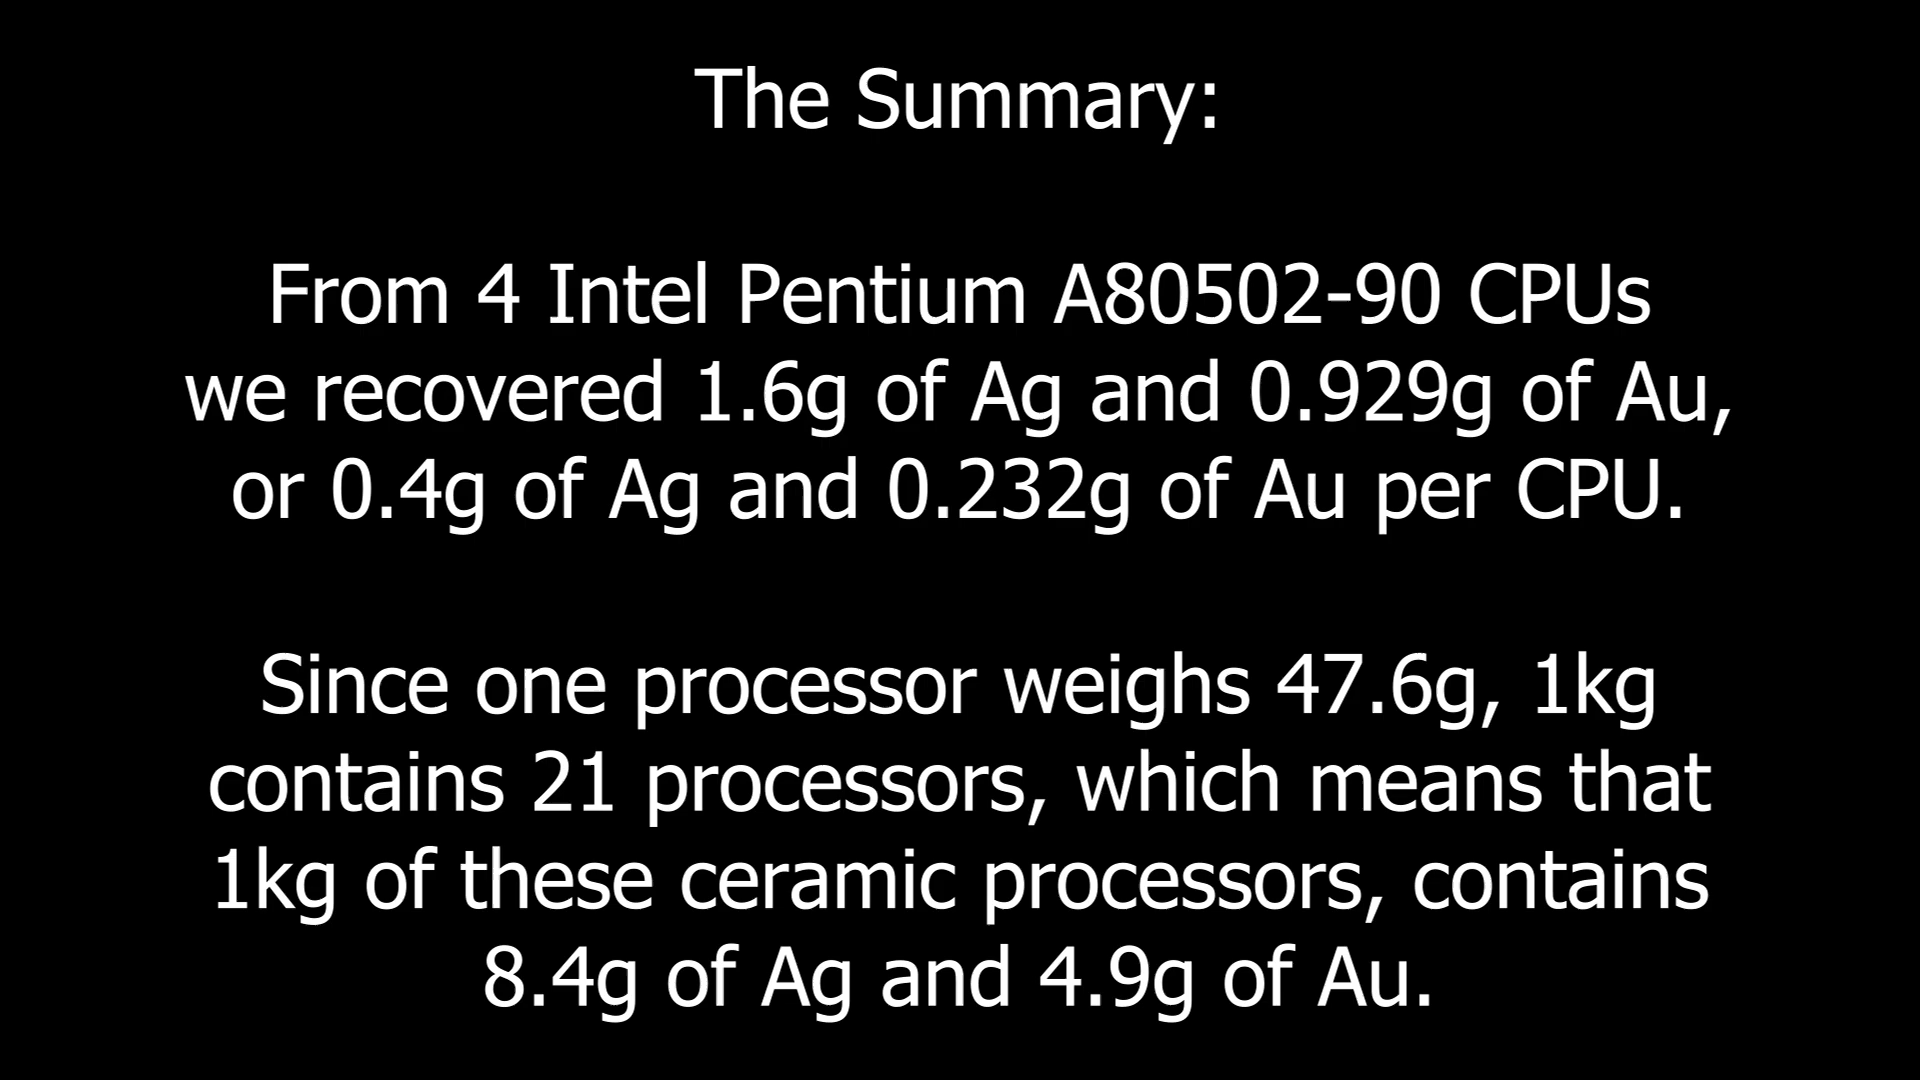 The Summary:
From 4 Intel Pentium A80502-90 CPUs
we recovered 1.6g of Ag and 0.929g of Au,
or 0.4g of Ag and 0.232g of Au per CPU.
Since one processor weighs 47.6g, 1kg
contains 21 processors, which means that
1kg of these ceramic processors, contains
8.4g of Ag and 4.9g of Au.